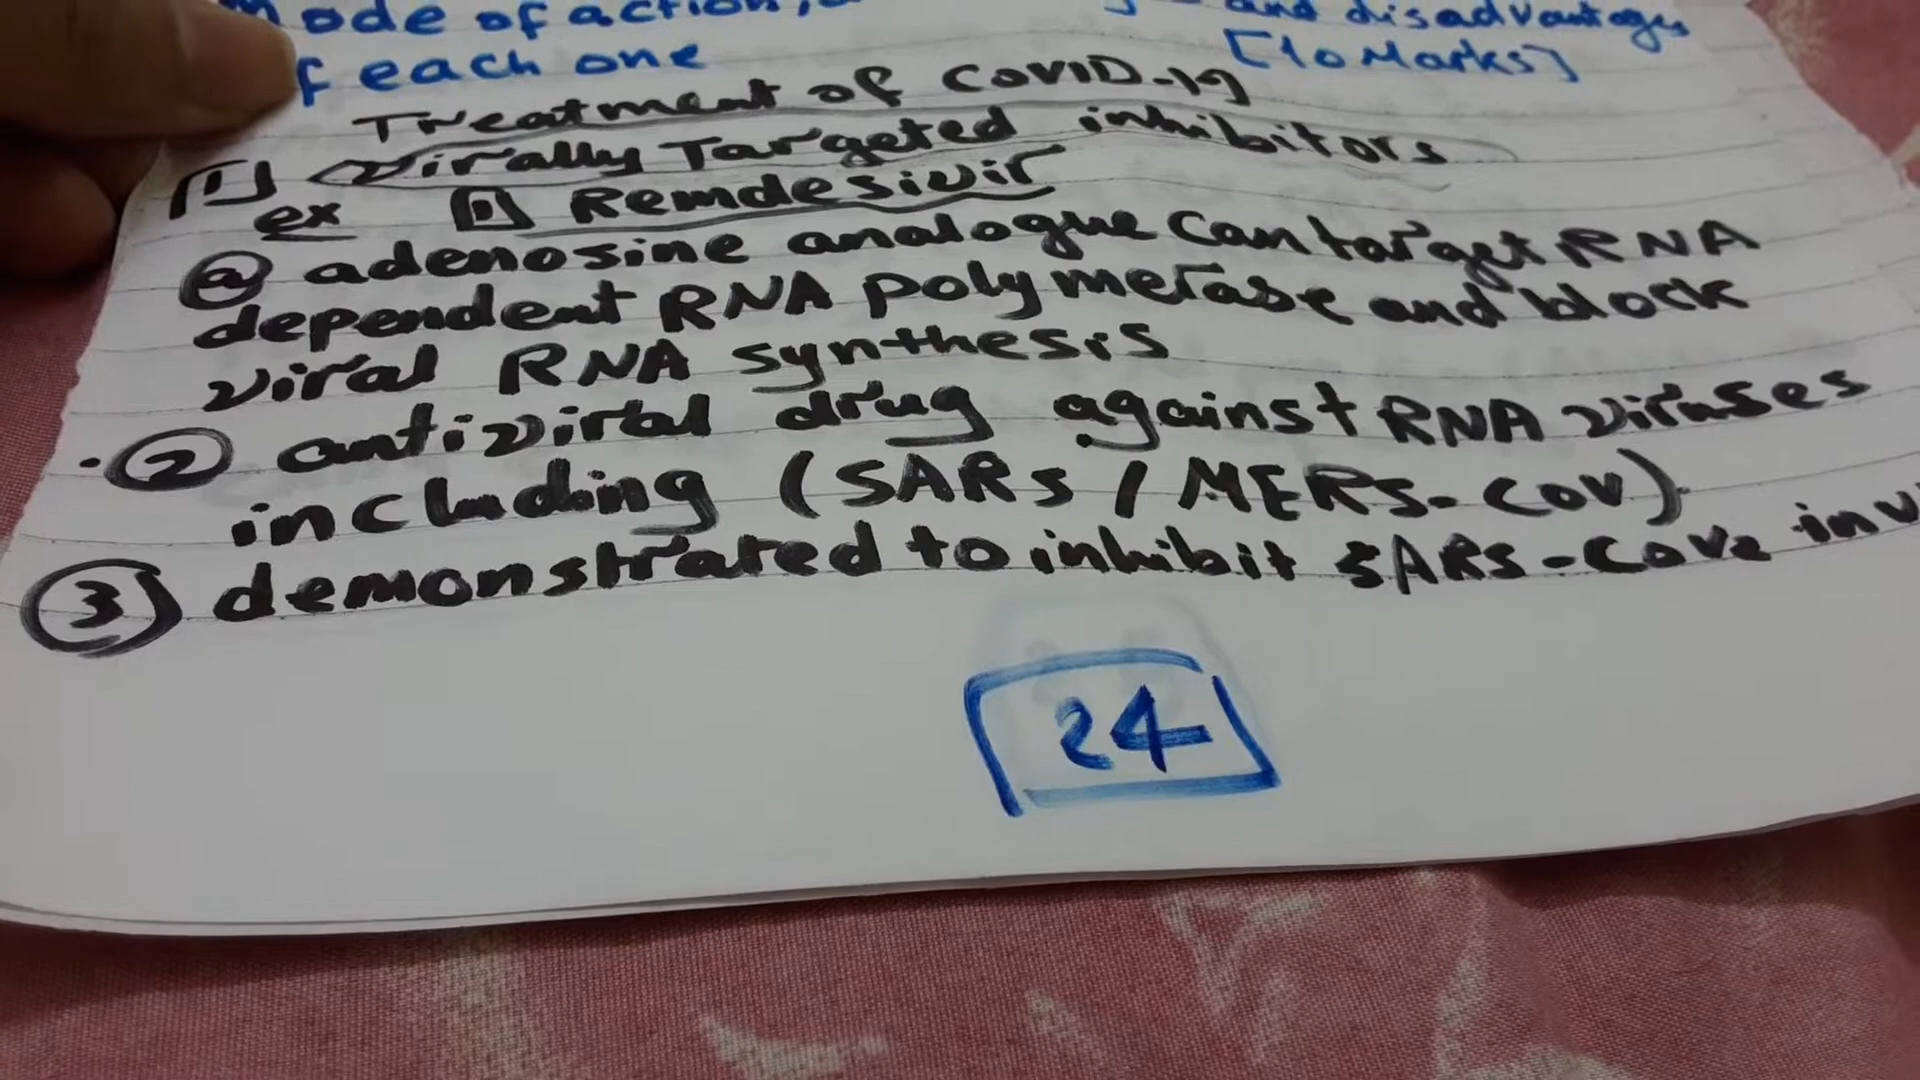 ode of action, and disadvantages
f each one [10 Marks]
Treatment of COVID-19
[1] Virally Targeted inhibitors
ex [1] Remdesivir
@ adenosine analogue can target RNA
dependent RNA polymerase and block
viral RNA synthesis
② antiviral drug against RNA viruses
including (SARs / MERS-COV)
③ demonstrated to inhibit SARS-Cov2 in
24